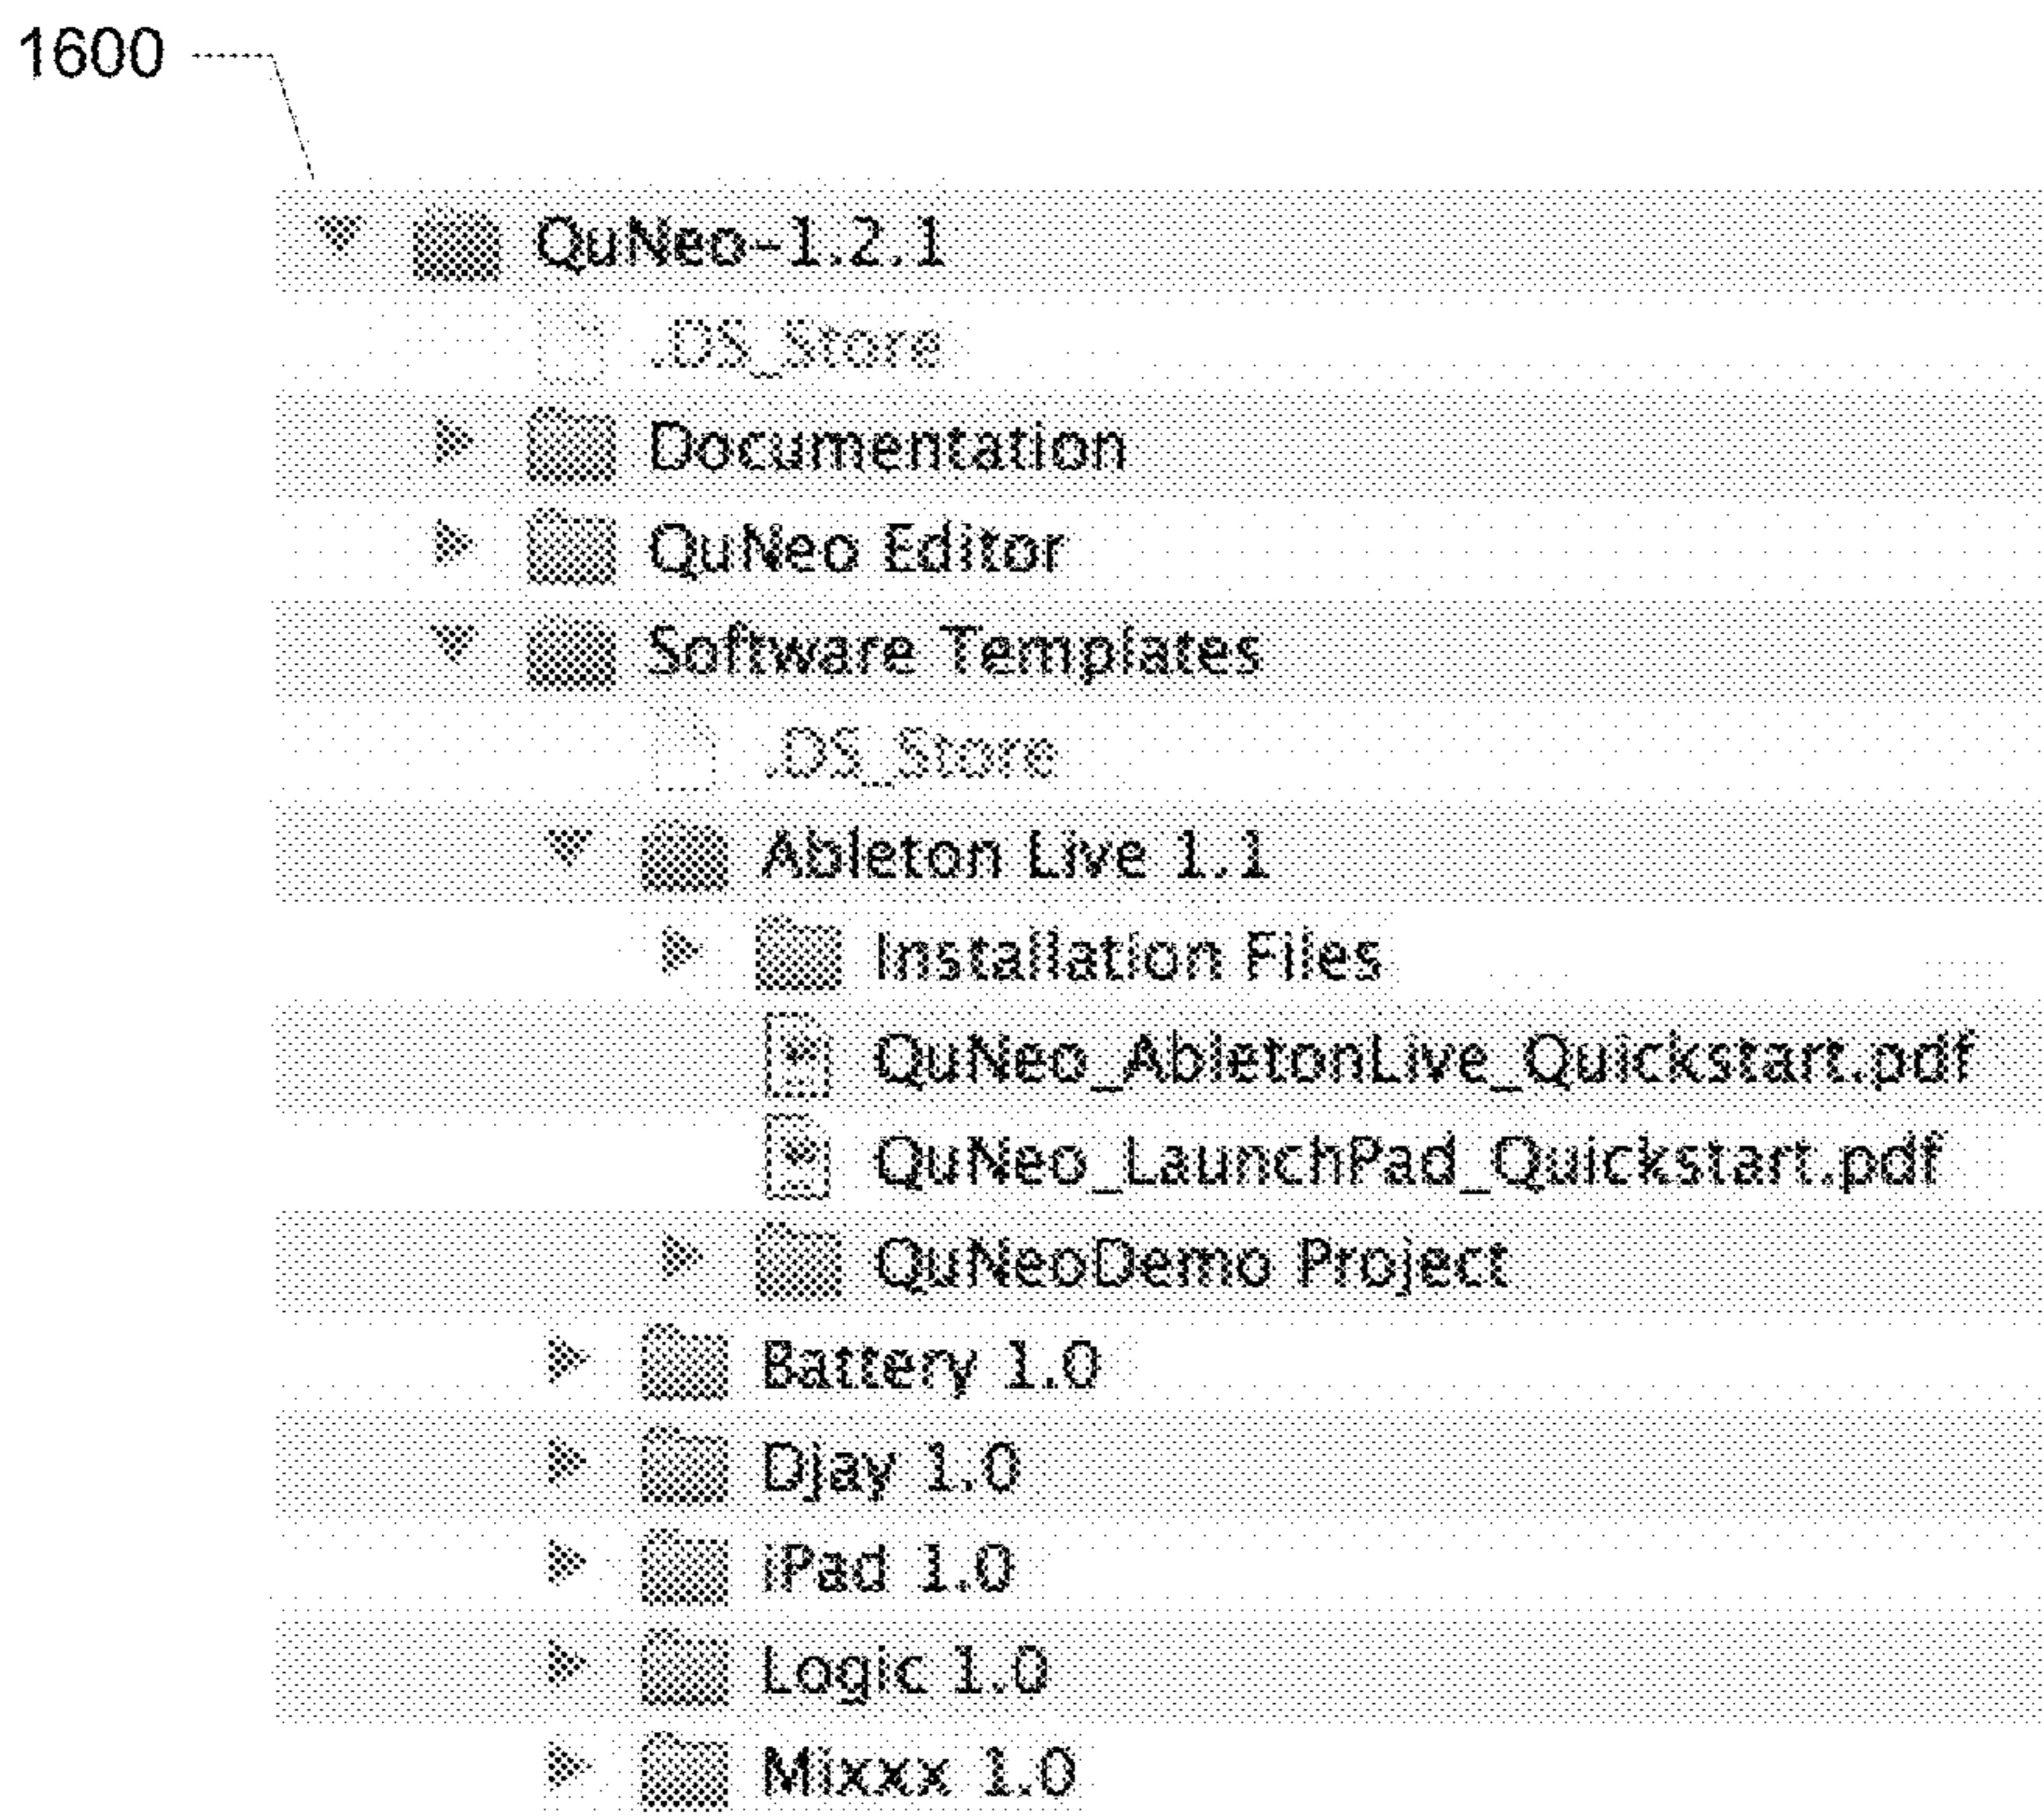 1600
QuNeo-1.2.1
.DS_Store
Documentation
QuNeo Editor
Software Templates
.DS_Store
Ableton Live 1.1
Installation Files
QuNeo_AbletonLive_Quickstart.pdf
QuNeo_LaunchPad_Quickstart.pdf
QuNeoDemo Project
Battery 1.0
Djay 1.0
iPad 1.0
Logic 1.0
Mixxx 1.0